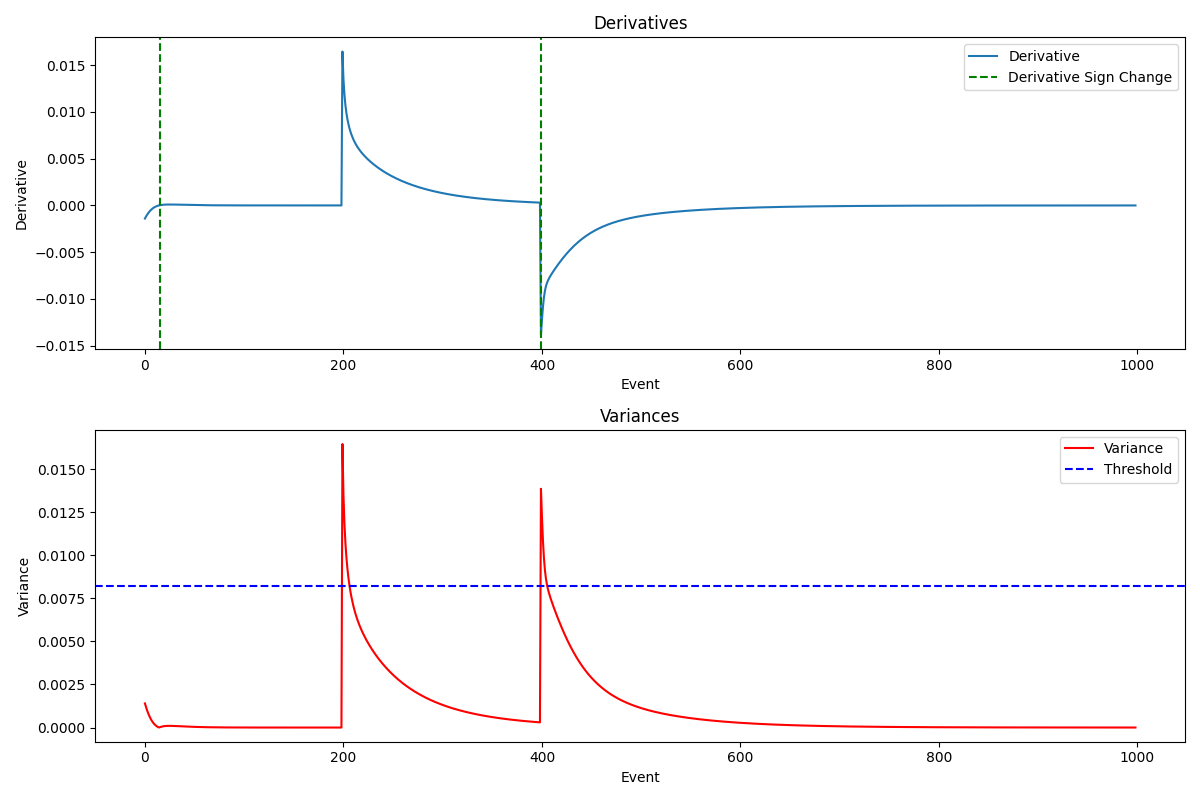 Derivatives
Derivative
Derivative Sign Change
0.015
0.010
0.005
0.000
−0.005
−0.010
−0.015
Derivative
0 200 400 600 800 1000
Event
Variances
Variance
Threshold
0.0150
0.0125
0.0100
0.0075
0.0050
0.0025
0.0000
Variance
0 200 400 600 800 1000
Event